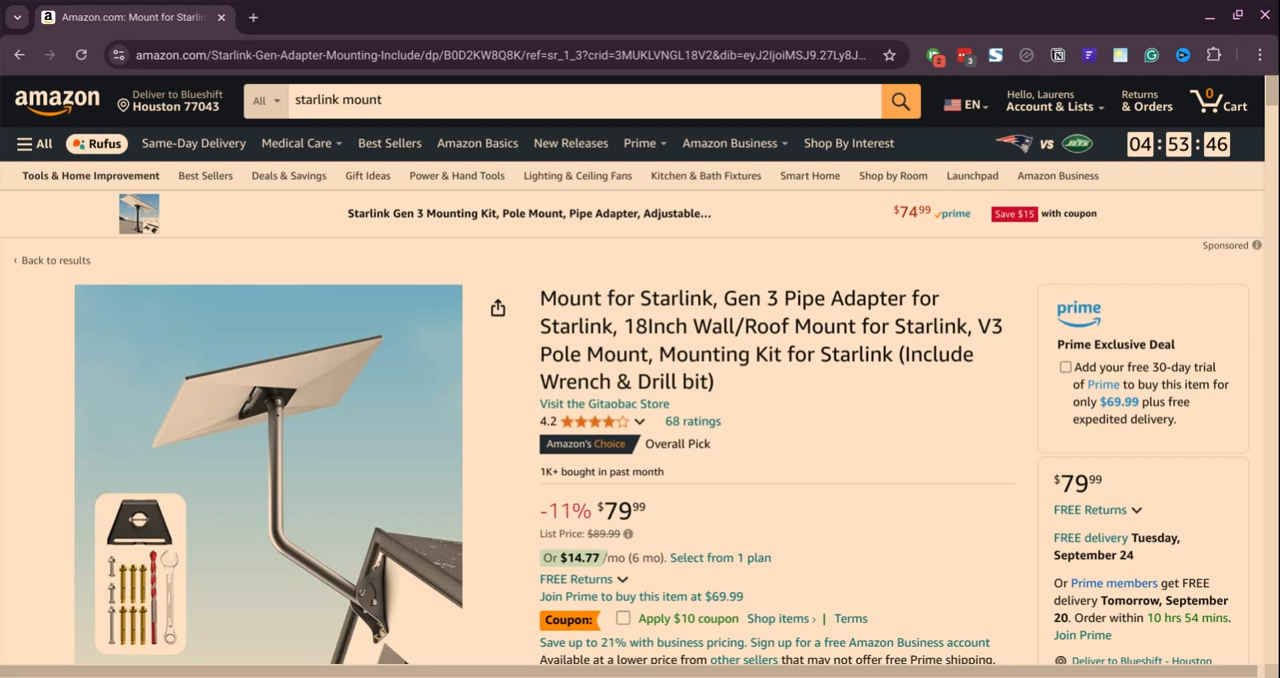 Amazon.com: Mount for Starlin
amazon.com/Starlink-Gen-Adapter-Mounting-Include/dp/B0D2KW8Q8K/ref=sr_1_3?crid=3MUKLVNGL18V2&dib=eyJ2IjoiMSJ9.27Ly8J...
2
3
amazon
Deliver to Blueshift
Houston 77043
All
starlink mount
EN
Hello, Laurens
Account & Lists
Returns
& Orders
0
Cart
All
Rufus
Same-Day Delivery
Medical Care
Best Sellers
Amazon Basics
New Releases
Prime
Amazon Business
Shop By Interest
VS
JETS
04 : 53 : 46
Tools & Home Improvement
Best Sellers
Deals & Savings
Gift Ideas
Power & Hand Tools
Lighting & Ceiling Fans
Kitchen & Bath Fixtures
Smart Home
Shop by Room
Launchpad
Amazon Business
Starlink Gen 3 Mounting Kit, Pole Mount, Pipe Adapter, Adjustable...
$74.99 prime
Save $15 with coupon
Sponsored
‹ Back to results
Mount for Starlink, Gen 3 Pipe Adapter for
Starlink, 18Inch Wall/Roof Mount for Starlink, V3
Pole Mount, Mounting Kit for Starlink (Include
Wrench & Drill bit)
Visit the Gitaobac Store
4.2
68 ratings
Amazon's Choice
Overall Pick
1K+ bought in past month
-11% $79.99
List Price: $89.99
Or $14.77 /mo (6 mo). Select from 1 plan
FREE Returns
Join Prime to buy this item at $69.99
Coupon:
Apply $10 coupon
Shop items ›
|
Terms
Save up to 21% with business pricing. Sign up for a free Amazon Business account
Available at a lower price from other sellers that may not offer free Prime shipping.
prime
Prime Exclusive Deal
Add your free 30-day trial
of Prime to buy this item for
only $69.99 plus free
expedited delivery.
$79.99
FREE Returns
FREE delivery Tuesday,
September 24
Or Prime members get FREE
delivery Tomorrow, September
20. Order within 10 hrs 54 mins.
Join Prime
Deliver to Blueshift - Houston